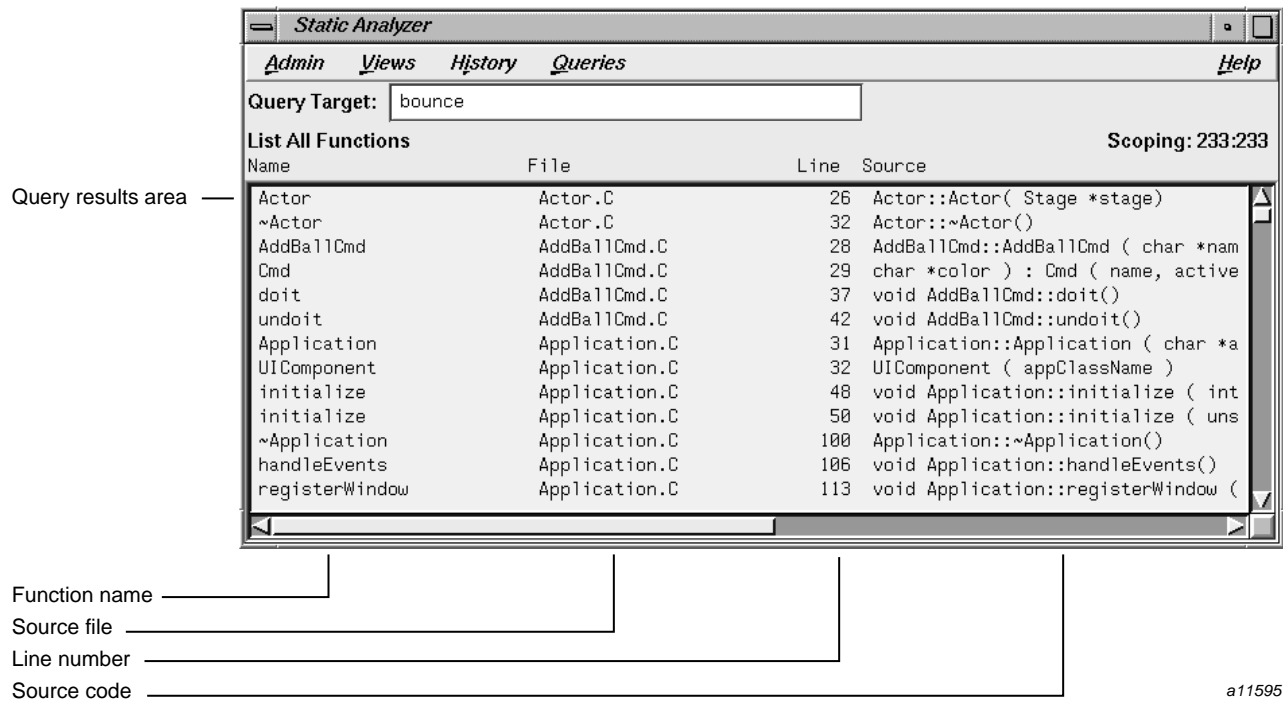 Static Analyzer
Admin Views History Queries Help
Query Target: bounce
List All Functions Scoping: 233:233
Name File Line Source
Query results area
Actor Actor.C 26 Actor::Actor( Stage *stage)
~Actor Actor.C 32 Actor::~Actor()
AddBallCmd AddBallCmd.C 28 AddBallCmd::AddBallCmd ( char *nam
Cmd AddBallCmd.C 29 char *color ) : Cmd ( name, active
doit AddBallCmd.C 37 void AddBallCmd::doit()
undoit AddBallCmd.C 42 void AddBallCmd::undoit()
Application Application.C 31 Application::Application ( char *a
UIComponent Application.C 32 UIComponent ( appClassName )
initialize Application.C 48 void Application::initialize ( int
initialize Application.C 50 void Application::initialize ( uns
~Application Application.C 100 Application::~Application()
handleEvents Application.C 106 void Application::handleEvents()
registerWindow Application.C 113 void Application::registerWindow (
Function name
Source file
Line number
Source code
a11595